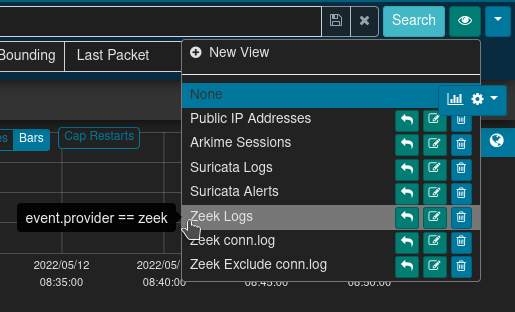 Search
Bounding
Last Packet
New View
None
Public IP Addresses
Arkime Sessions
Suricata Logs
Suricata Alerts
Zeek Logs
Zeek conn.log
Zeek Exclude conn.log
Bars
Cap Restarts
event.provider == zeek
2022/05/12
08:35:00
2022/05/
08:40:00
08:45:00
08:50:00